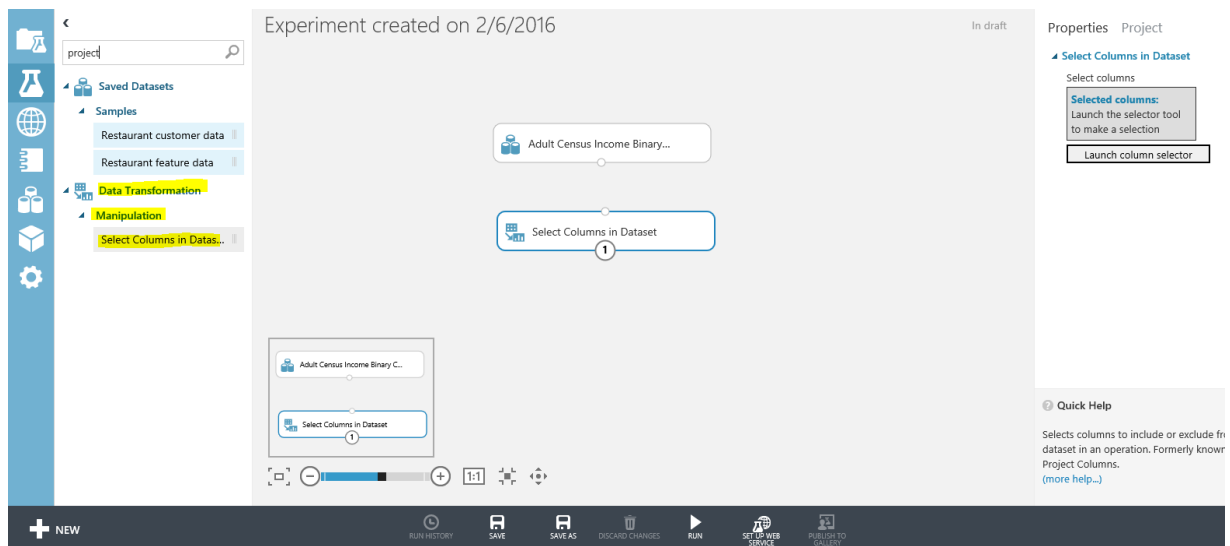 Experiment created on 2/6/2016
In draft
project
Saved Datasets
Samples
Restaurant customer data
Restaurant feature data
Data Transformation
Manipulation
Select Columns in Datas...
Adult Census Income Binary...
Select Columns in Dataset
1
Adult Census Income Binary C...
Select Columns in Dataset
1
1:1
Properties Project
Select Columns in Dataset
Select columns
Selected columns:
Launch the selector tool
to make a selection
Launch column selector
Quick Help
Selects columns to include or exclude fro
dataset in an operation. Formerly known
Project Columns.
(more help...)
NEW
RUN HISTORY
SAVE
SAVE AS
DISCARD CHANGES
RUN
SET UP WEB
SERVICE
PUBLISH TO
GALLERY